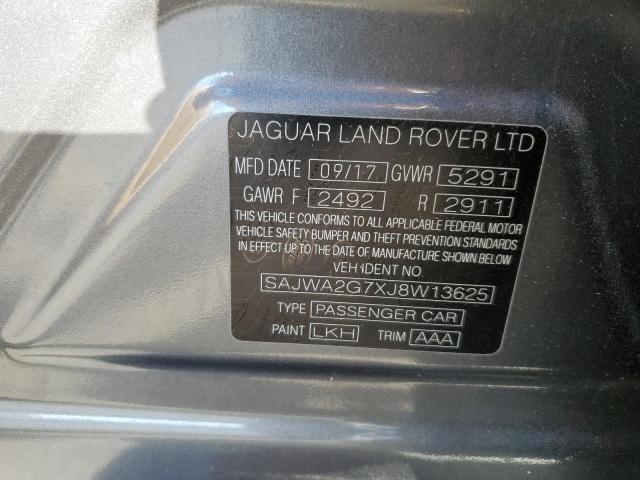 JAGUAR LAND ROVER LTD
MFD DATE 09/17 GVWR 5291
GAWR F 2492 R 2911
THIS VEHICLE CONFORMS TO ALL APPLICABLE FEDERAL MOTOR
VEHICLE SAFETY BUMPER AND THEFT PREVENTION STANDARDS
IN EFFECT UP TO THE DATE OF MANUFACTURE SHOWN BELOW
VEH IDENT NO.
SAJWA2G7XJ8W13625
TYPE PASSENGER CAR
PAINT LKH TRIM AAA